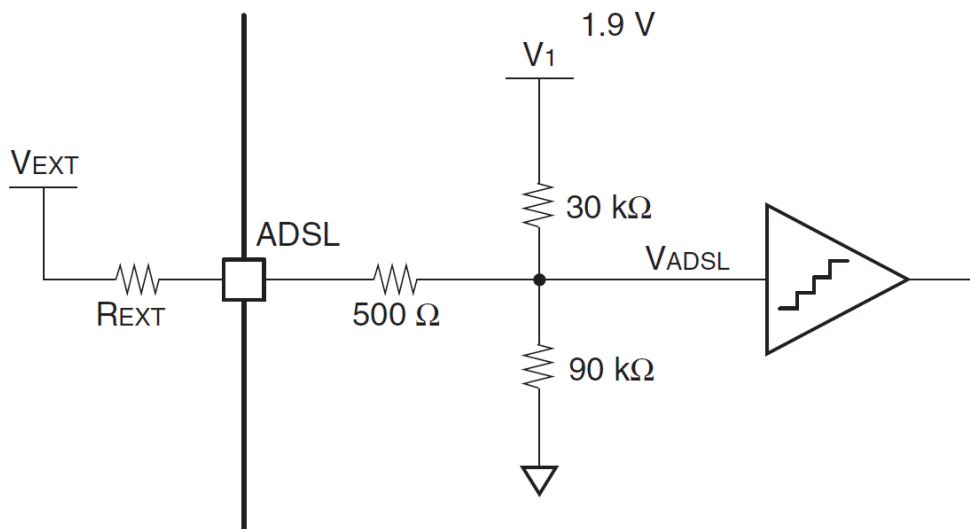 1.9 V
V1
VEXT
30 kΩ
ADSL
VADSL
REXT
500 Ω
90 kΩ